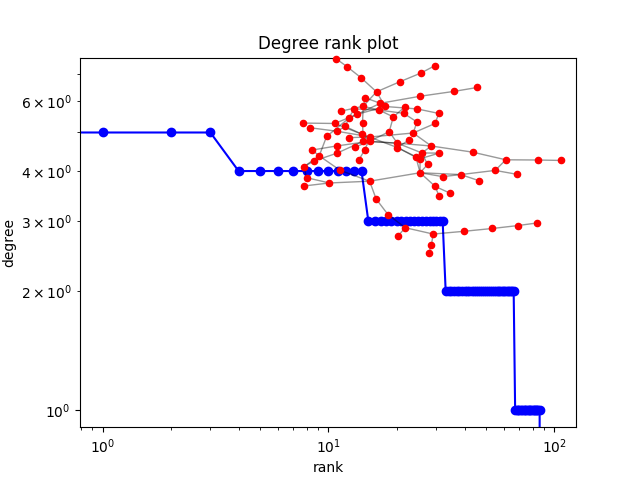 Degree rank plot
degree
6 × 10⁰
4 × 10⁰
3 × 10⁰
2 × 10⁰
10⁰
10⁰ 10¹ 10²
rank